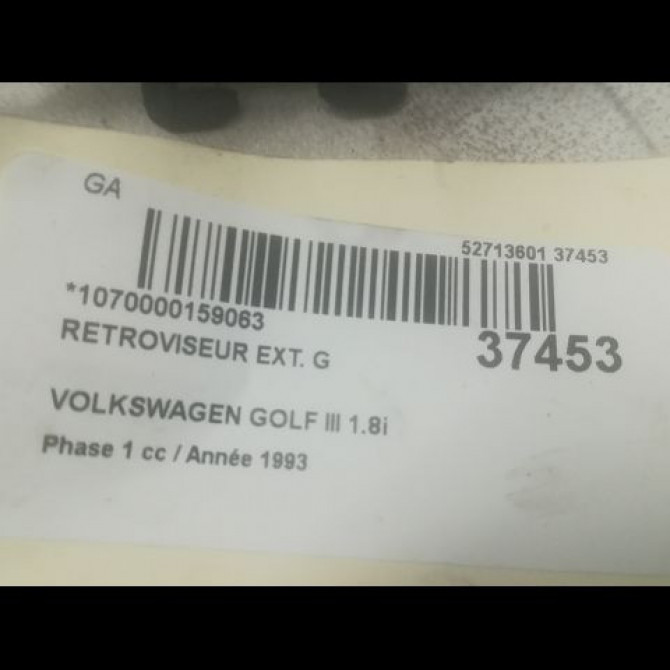 GA
52713601 37453
*1070000159063
37453
RETROVISEUR EXT. G
VOLKSWAGEN GOLF III 1.8i
Phase 1 cc / Année 1993